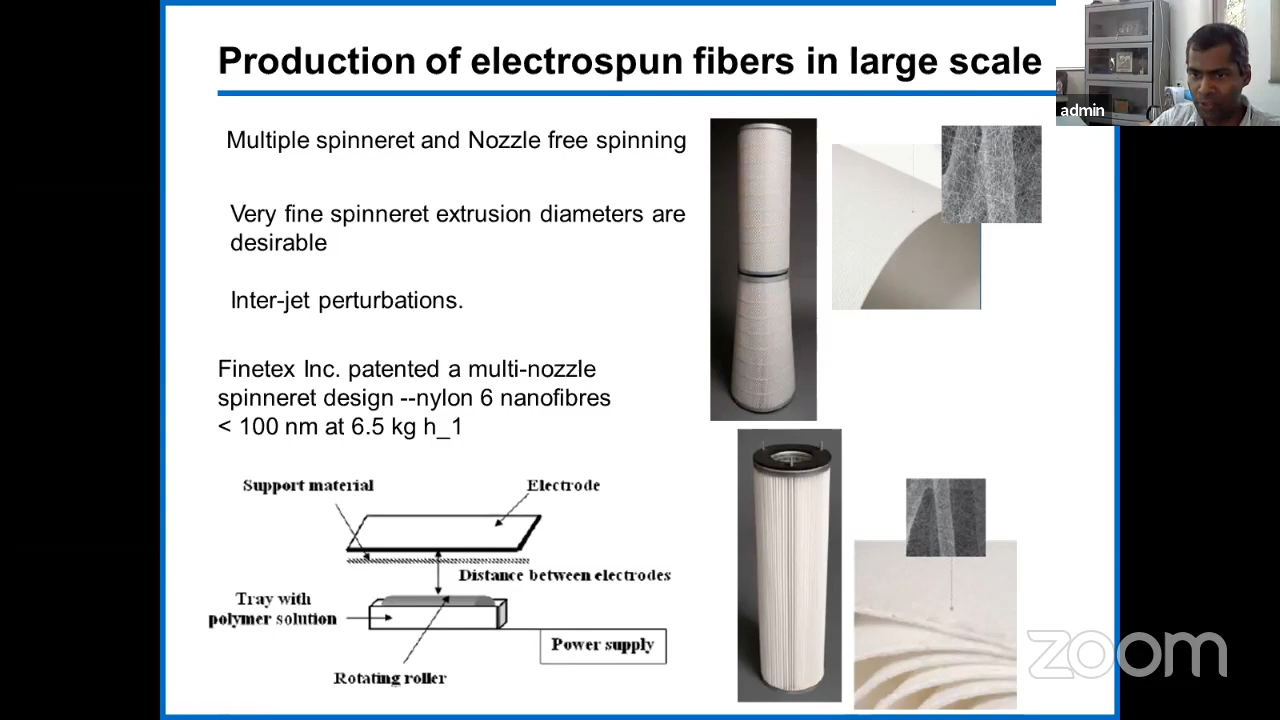 Production of electrospun fibers in large scale
admin
Multiple spinneret and Nozzle free spinning
Very fine spinneret extrusion diameters are
desirable
Inter-jet perturbations.
Finetex Inc. patented a multi-nozzle
spinneret design --nylon 6 nanofibres
< 100 nm at 6.5 kg h_1
Support material
Electrode
Distance between electrodes
Tray with
polymer solution
Power supply
Rotating roller
zoom